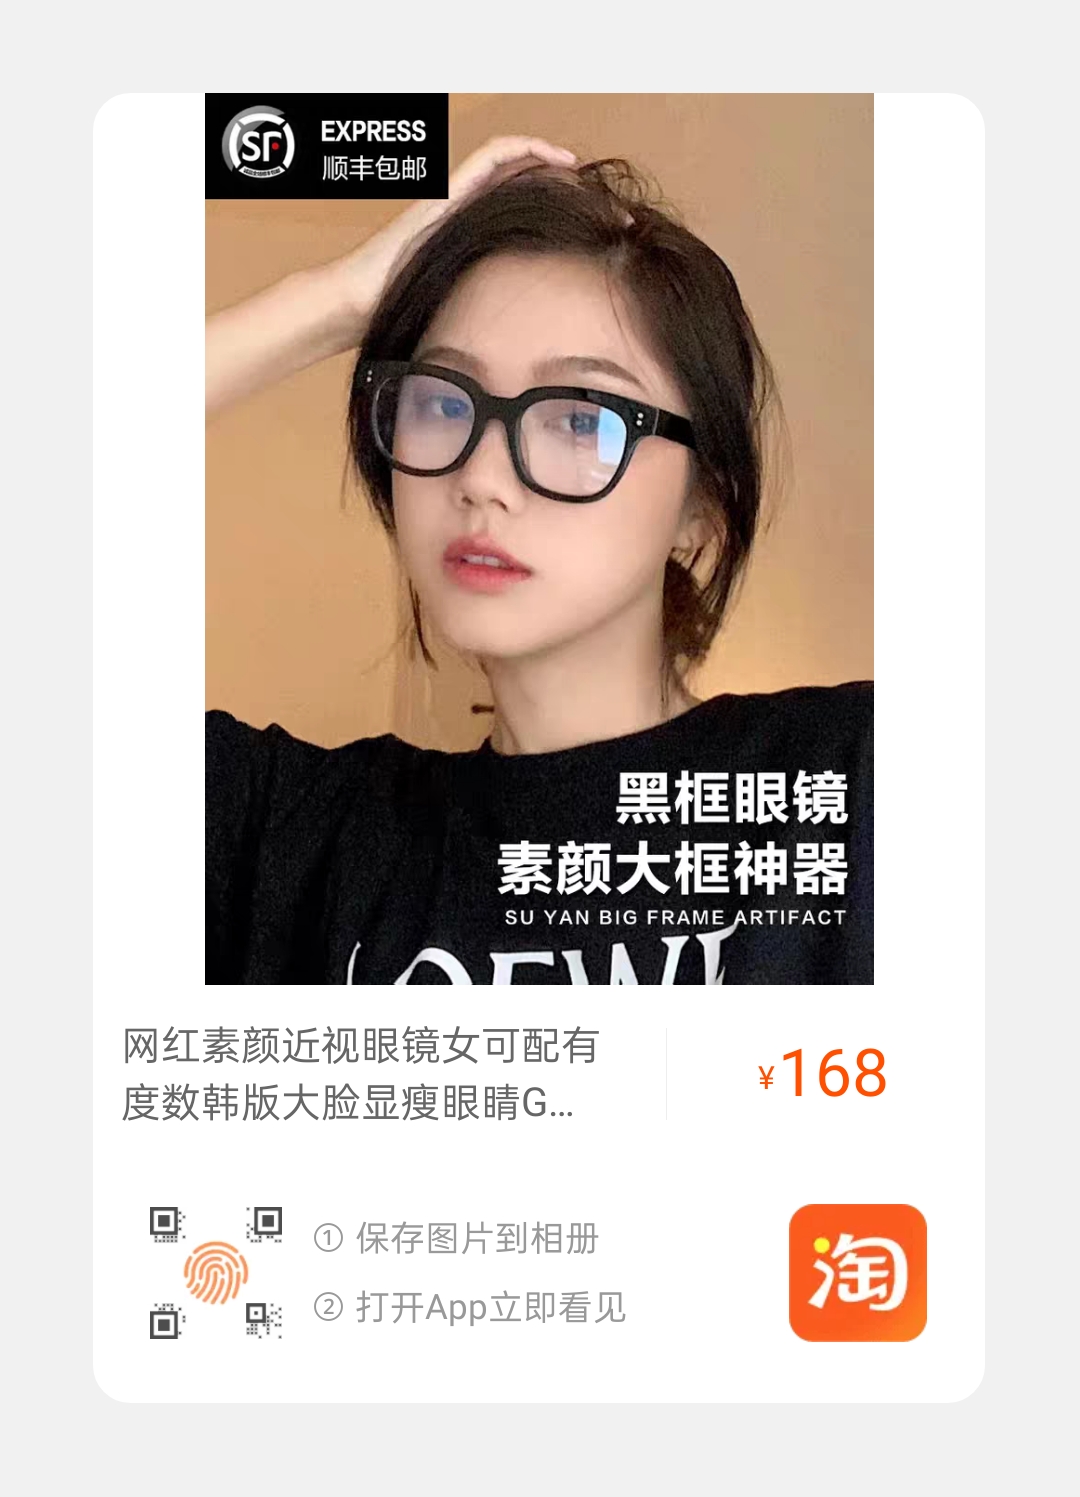 SF
EXPRESS
顺丰包邮
黑框眼镜
素颜大框神器
SU YAN BIG FRAME ARTIFACT
LOEWE
网红素颜近视眼镜女可配有
度数韩版大脸显瘦眼睛G...
¥168
① 保存图片到相册
② 打开App立即看见
淘